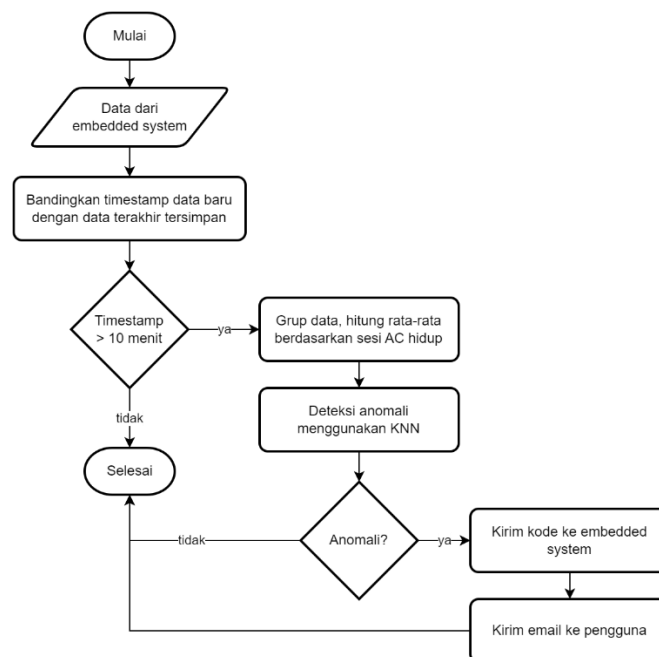 Mulai
Data dari
embedded system
Bandingkan timestamp data baru
dengan data terakhir tersimpan
Timestamp
> 10 menit
ya
Grup data, hitung rata-rata
berdasarkan sesi AC hidup
tidak
Deteksi anomali
menggunakan KNN
Selesai
Anomali?
tidak
ya
Kirim kode ke embedded
system
Kirim email ke pengguna